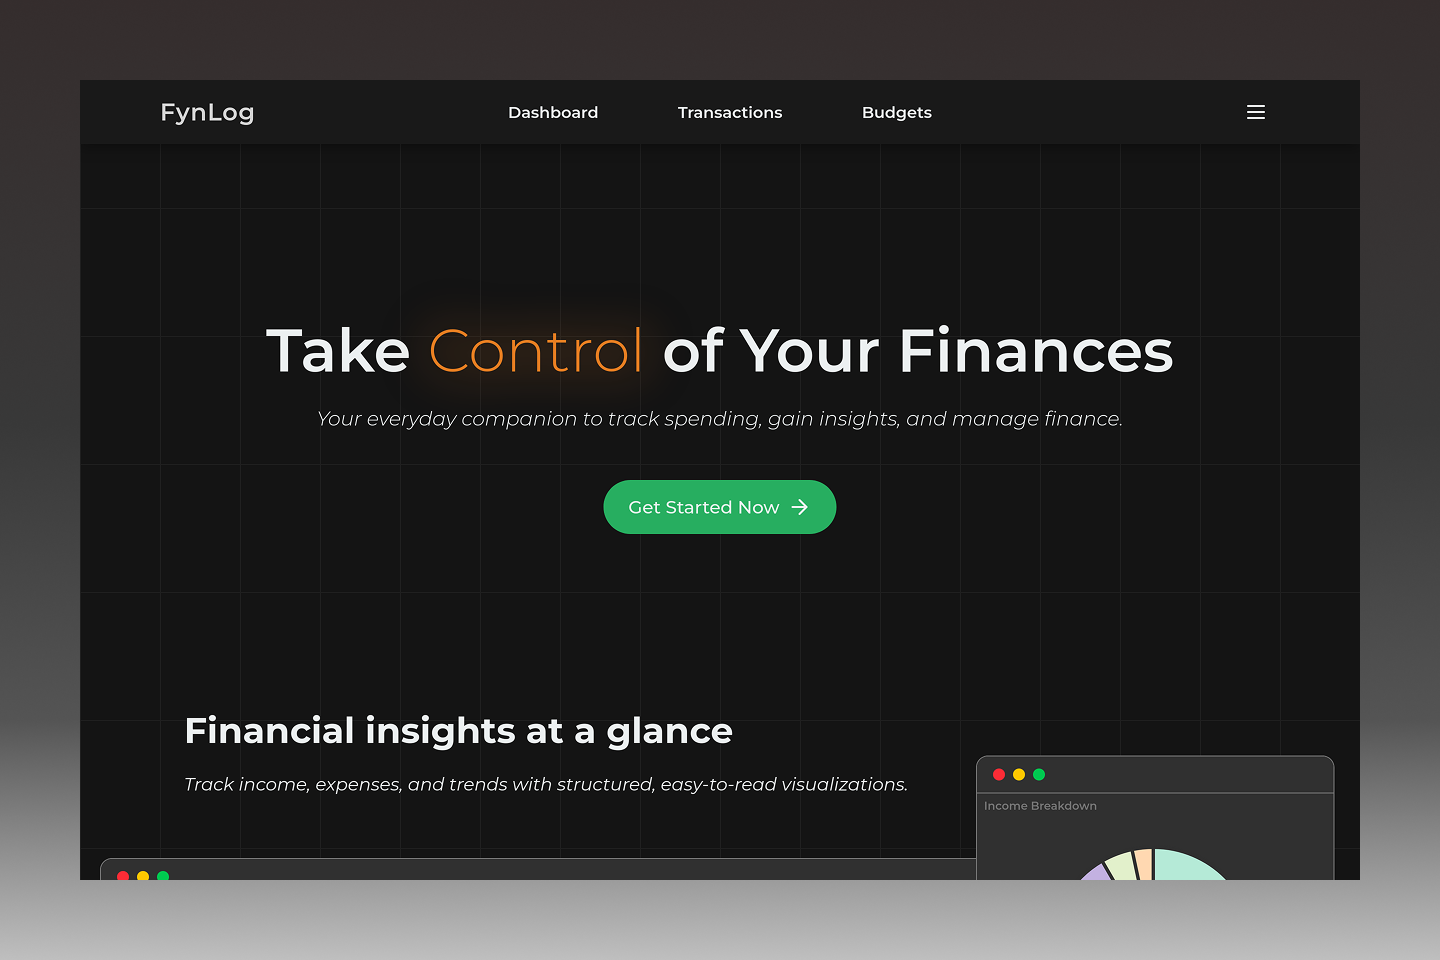 FynLog
Dashboard
Transactions
Budgets
Take Control of Your Finances
Your everyday companion to track spending, gain insights, and manage finance.
Get Started Now
Financial insights at a glance
Track income, expenses, and trends with structured, easy-to-read visualizations.
Income Breakdown